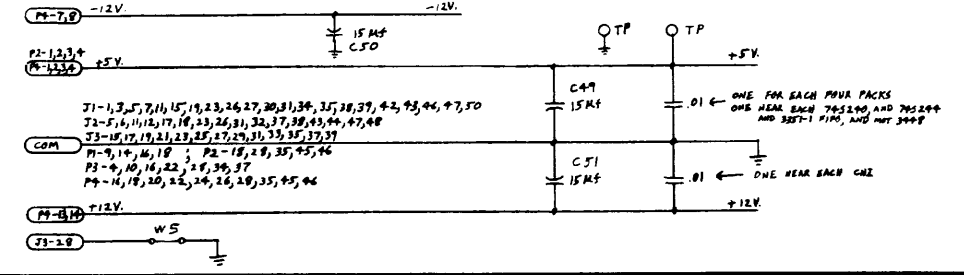 P4-7,8 -12V. -12V.
15 Mf
C50
TP TP
P2-1,2,3,4
P4-1,2,3,4 +5V. +5V.
C49
15 Mf
.01 ← ONE FOR EACH FOUR PACKS
ONE NEAR EACH 74S240, AND 74S244
AND 3351-1 FIFO, AND MOT 3448
J1-1,3,5,7,11,15,19,23,26,27,30,31,34,35,38,39,42,43,46,47,50
J2-5,6,11,12,17,18,23,26,31,32,37,38,43,44,47,48
J3-15,17,19,21,23,25,27,29,31,33,35,37,39
COM
P1-9,14,16,18 ; P2-18,28,35,45,46
P3-4,10,16,22,28,34,37
P4-16,18,20,22,24,26,28,35,45,46
C51
15 Mf
.01 ← ONE NEAR EACH
P4-13,14 +12V. +12V.
J3-28
W5